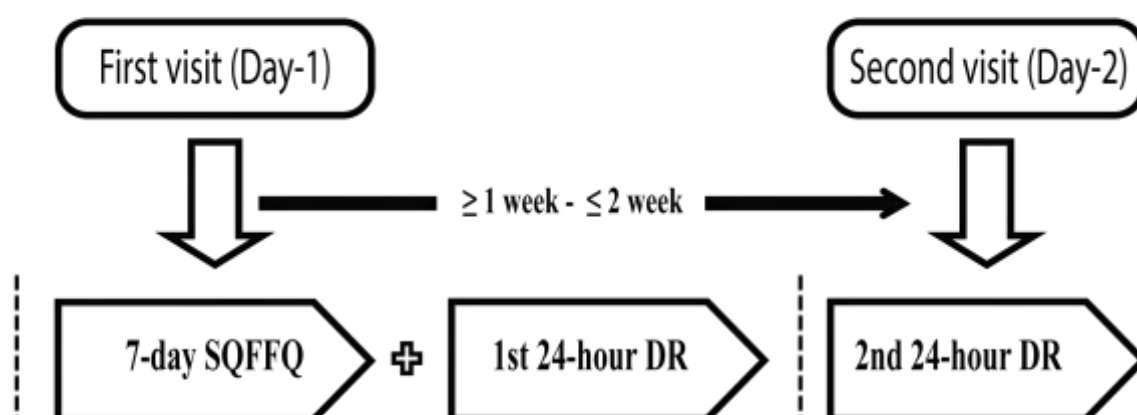 First visit (Day-1)
Second visit (Day-2)
≥ 1 week - ≤ 2 week
7-day SQFFQ
1st 24-hour DR
2nd 24-hour DR